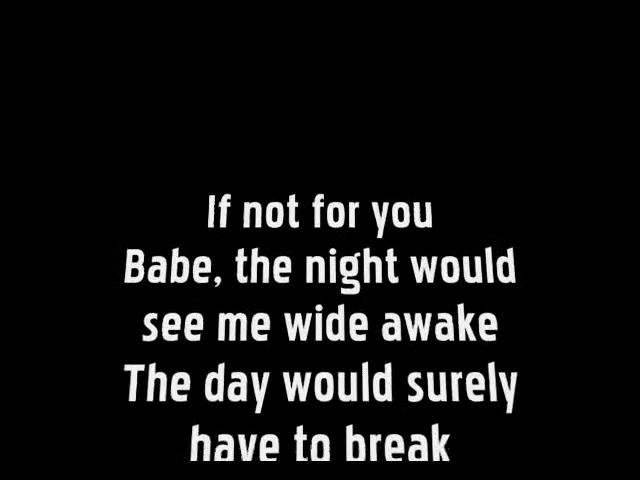 If not for you
Babe, the night would
see me wide awake
The day would surely
have to break